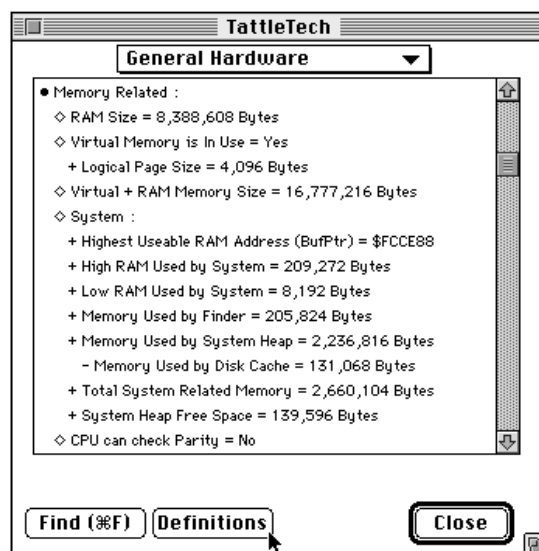 TattleTech
General Hardware
● Memory Related :
◇ RAM Size = 8,388,608 Bytes
◇ Virtual Memory is In Use = Yes
+ Logical Page Size = 4,096 Bytes
◇ Virtual + RAM Memory Size = 16,777,216 Bytes
◇ System :
+ Highest Useable RAM Address (BufPtr) = $FCCE88
+ High RAM Used by System = 209,272 Bytes
+ Low RAM Used by System = 8,192 Bytes
+ Memory Used by Finder = 205,824 Bytes
+ Memory Used by System Heap = 2,236,816 Bytes
- Memory Used by Disk Cache = 131,068 Bytes
+ Total System Related Memory = 2,660,104 Bytes
+ System Heap Free Space = 139,596 Bytes
◇ CPU can check Parity = No
Find (⌘F) Definitions Close